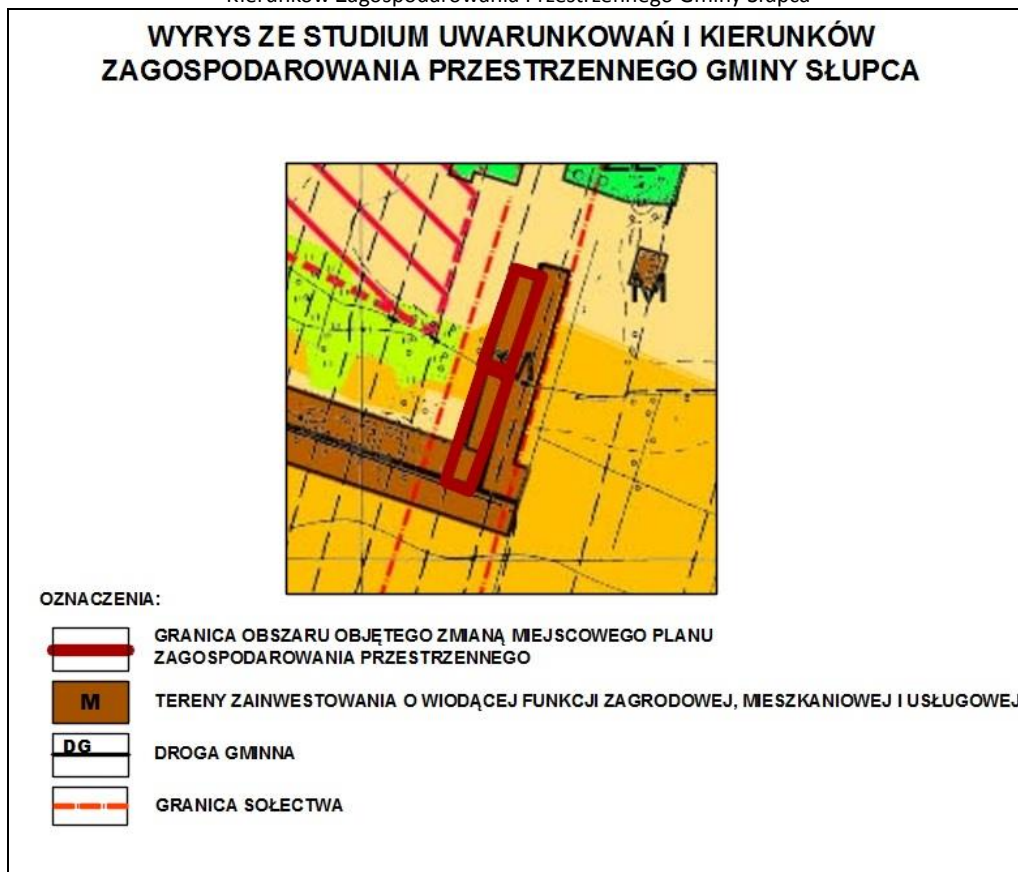 Kierunków Zagospodarowania Przestrzennego Gminy Słupca
WYRYS ZE STUDIUM UWARUNKOWAŃ I KIERUNKÓW
ZAGOSPODAROWANIA PRZESTRZENNEGO GMINY SŁUPCA
M
OZNACZENIA:
GRANICA OBSZARU OBJĘTEGO ZMIANĄ MIEJSCOWEGO PLANU
ZAGOSPODAROWANIA PRZESTRZENNEGO
M TERENY ZAINWESTOWANIA O WIODĄCEJ FUNKCJI ZAGRODOWEJ, MIESZKANIOWEJ I USŁUGOWEJ
DG DROGA GMINNA
GRANICA SOŁECTWA